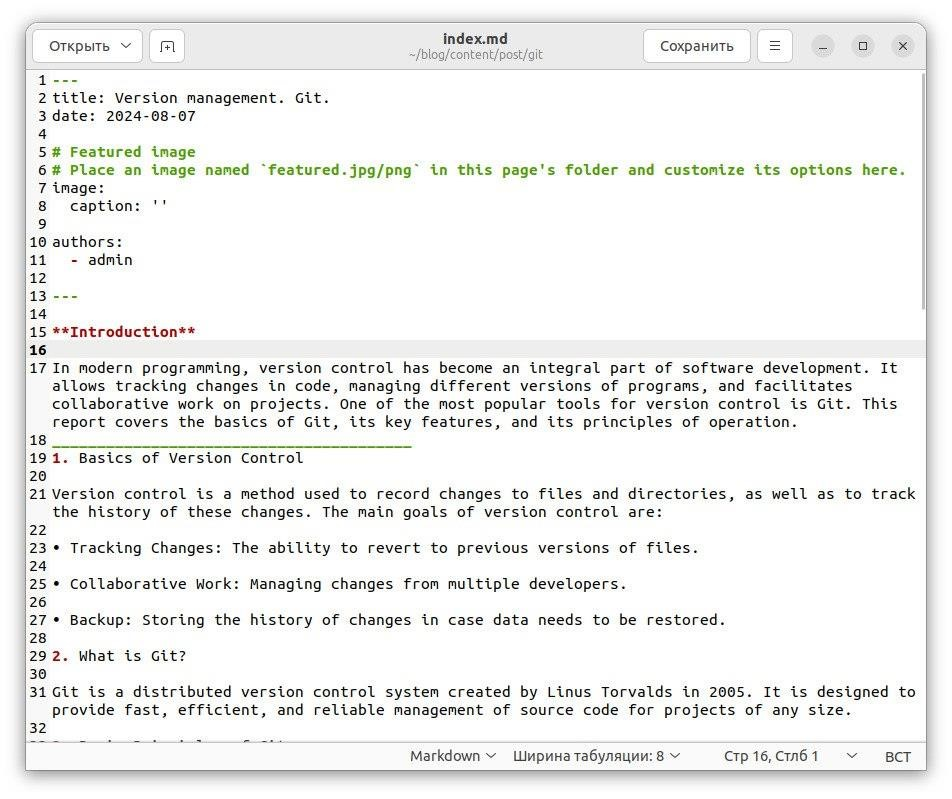 Открыть
index.md
~/blog/content/post/git
Сохранить
1 ---
2 title: Version management. Git.
3 date: 2024-08-07
4
5 # Featured image
6 # Place an image named `featured.jpg/png` in this page's folder and customize its options here.
7 image:
8   caption: ''
9
10 authors:
11   - admin
12
13 ---
14
15 **Introduction**
16
17 In modern programming, version control has become an integral part of software development. It
allows tracking changes in code, managing different versions of programs, and facilitates
collaborative work on projects. One of the most popular tools for version control is Git. This
report covers the basics of Git, its key features, and its principles of operation.
18 ________________________________________
19 1. Basics of Version Control
20
21 Version control is a method used to record changes to files and directories, as well as to track
the history of these changes. The main goals of version control are:
22
23 • Tracking Changes: The ability to revert to previous versions of files.
24
25 • Collaborative Work: Managing changes from multiple developers.
26
27 • Backup: Storing the history of changes in case data needs to be restored.
28
29 2. What is Git?
30
31 Git is a distributed version control system created by Linus Torvalds in 2005. It is designed to
provide fast, efficient, and reliable management of source code for projects of any size.
32
Markdown Ширина табуляции: 8 Стр 16, Стлб 1 ВСТ